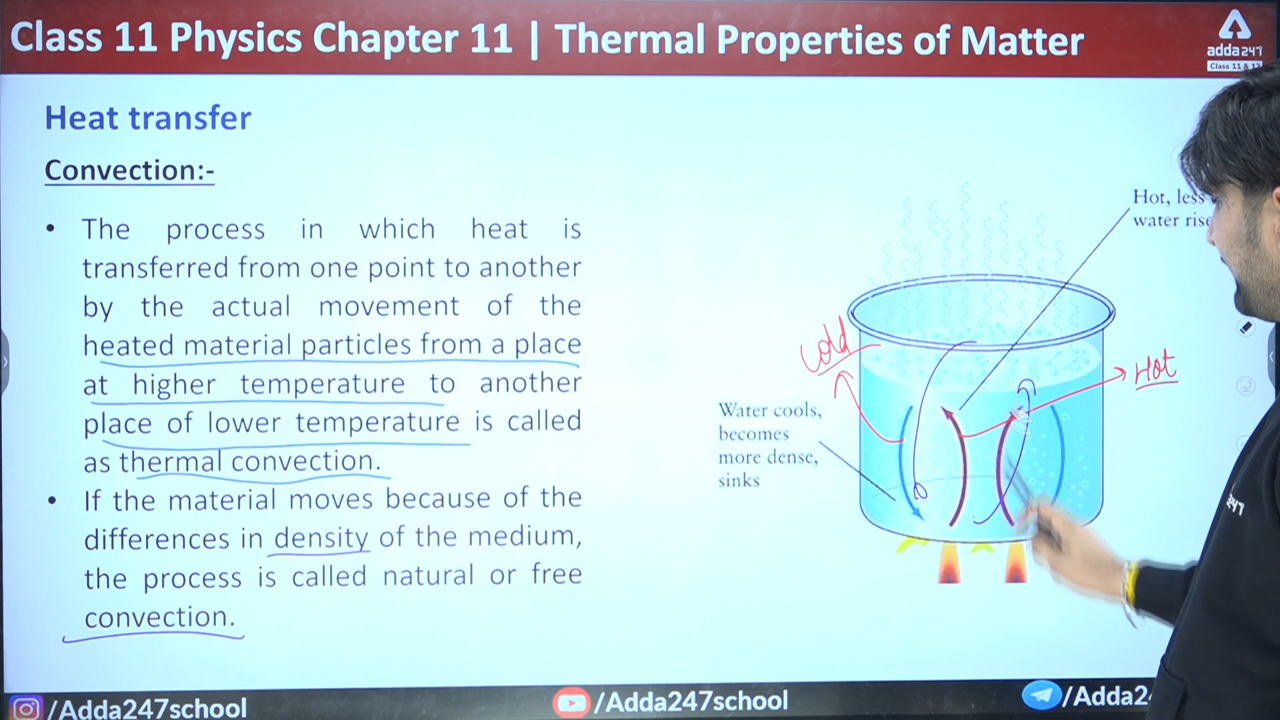 Class 11 Physics Chapter 11 | Thermal Properties of Matter
adda247
Class 11 & 12
Heat transfer
Convection:-
• The process in which heat is
transferred from one point to another
by the actual movement of the
heated material particles from a place
at higher temperature to another
place of lower temperature is called
as thermal convection.
• If the material moves because of the
differences in density of the medium,
the process is called natural or free
convection.
Hot, less
water rise
Cold
Hot
Water cools,
becomes
more dense,
sinks
247
/Adda247school
/Adda247school
/Adda2